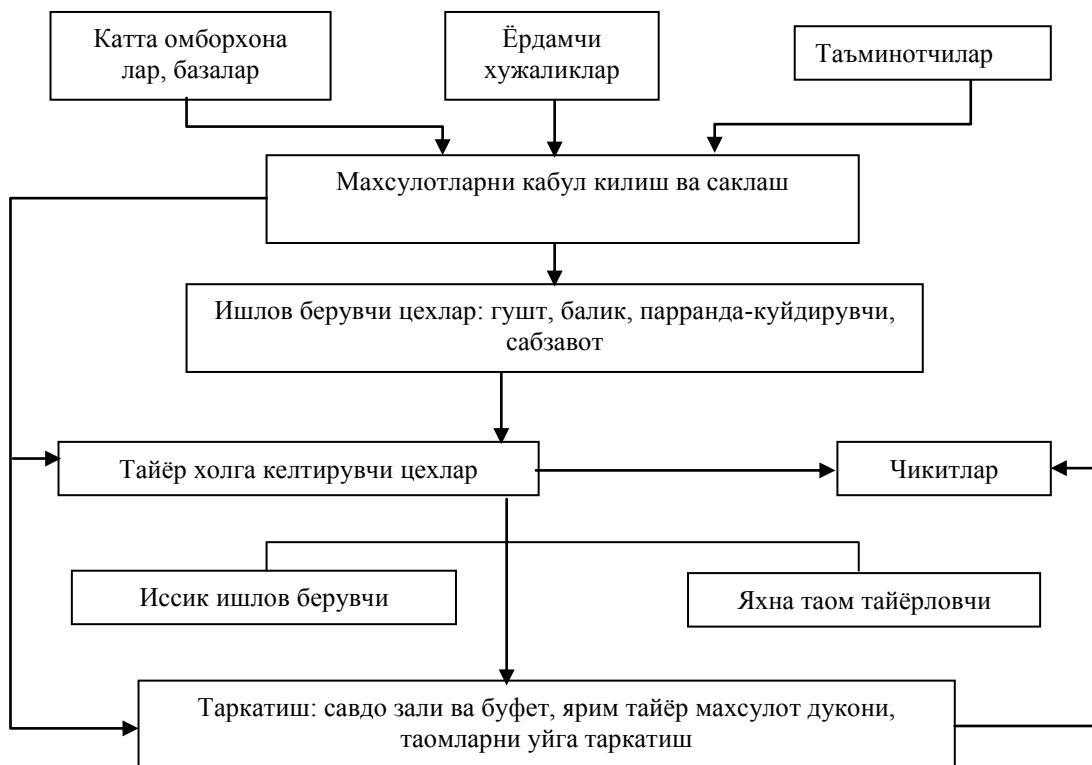 Катта омборхона
лар, базалар
Ёрдамчи
хужаликлар
Таъминотчилар
Махсулотларни кабул килиш ва саклаш
Ишлов берувчи цехлар: гушт, балик, парранда-куйдирувчи,
сабзавот
Тайёр холга келтирувчи цехлар
Чикитлар
Иссик ишлов берувчи
Яхна таом тайёрловчи
Таркатиш: савдо зали ва буфет, ярим тайёр махсулот дукони,
таомларни уйга таркатиш